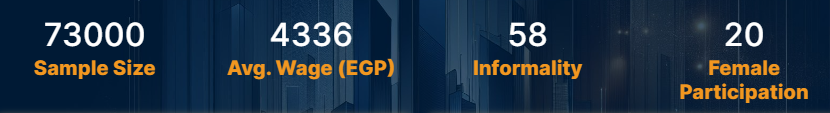 73000
Sample Size
4336
Avg. Wage (EGP)
58
Informality
20
Female
Participation